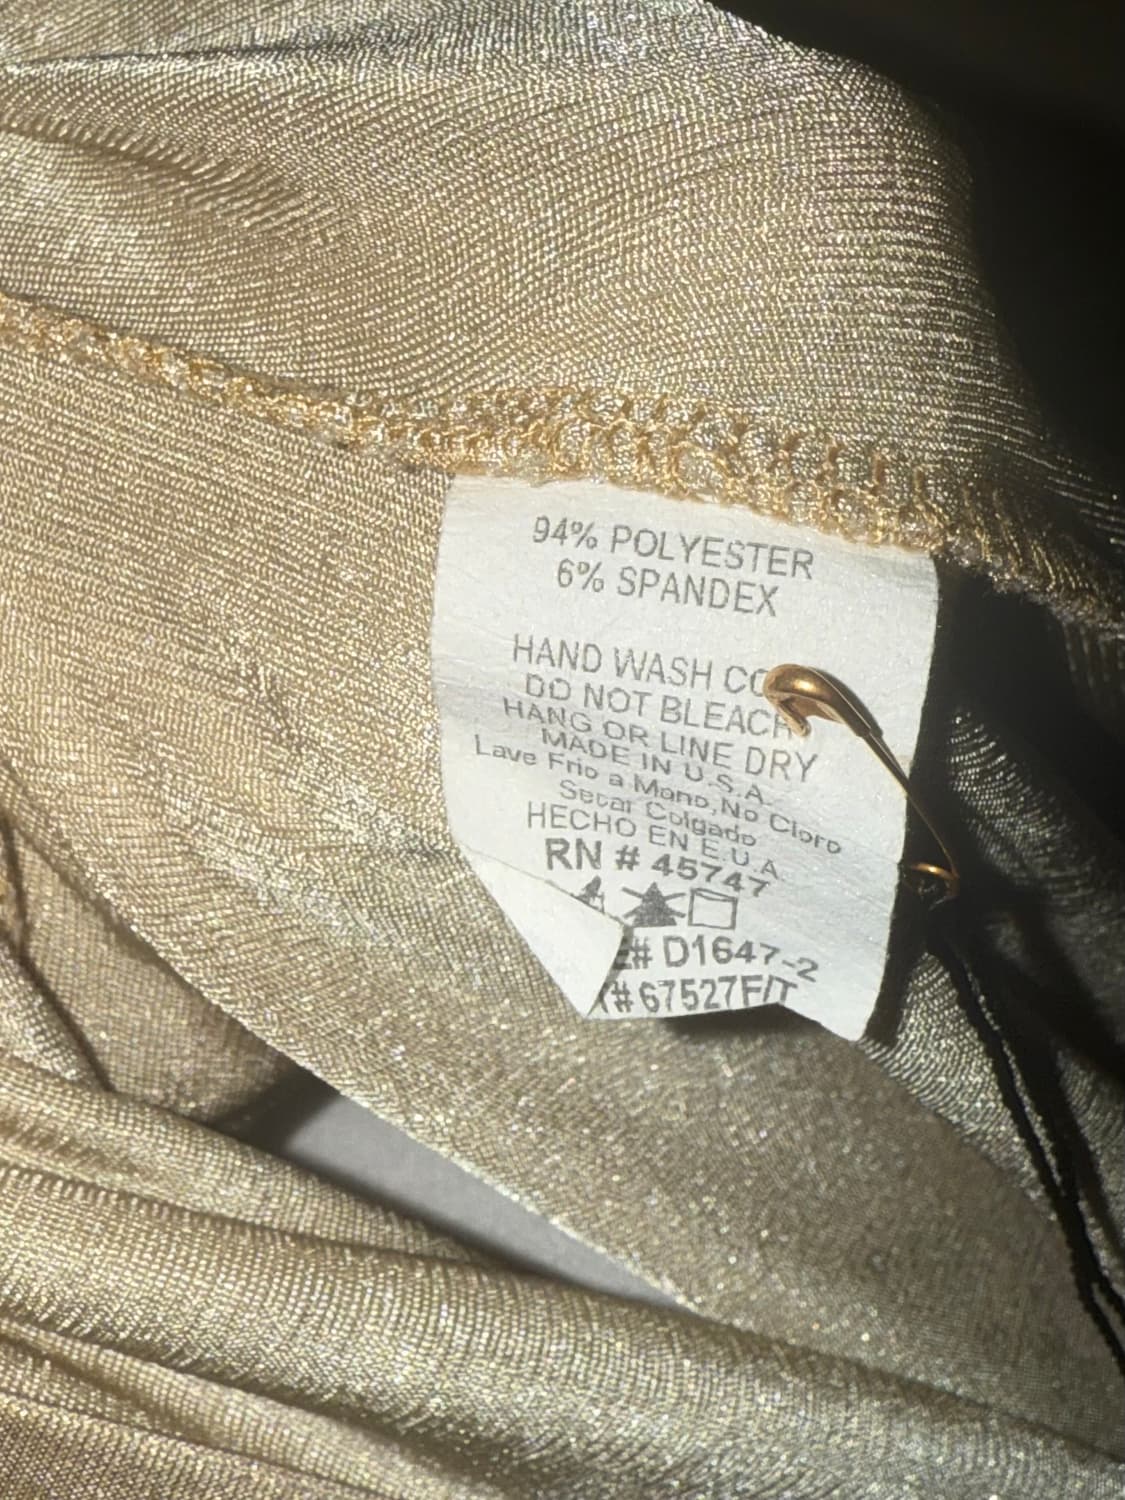 94% POLYESTER
6% SPANDEX
HAND WASH
DO NOT BLEACH
HANG OR LINE DRY
MADE IN U.S.A.
Lave Frio a Mano,No Cloro
Secar Colgado
HECHO EN E.U.A
RN # 45747
# D1647-2
# 67527F/T